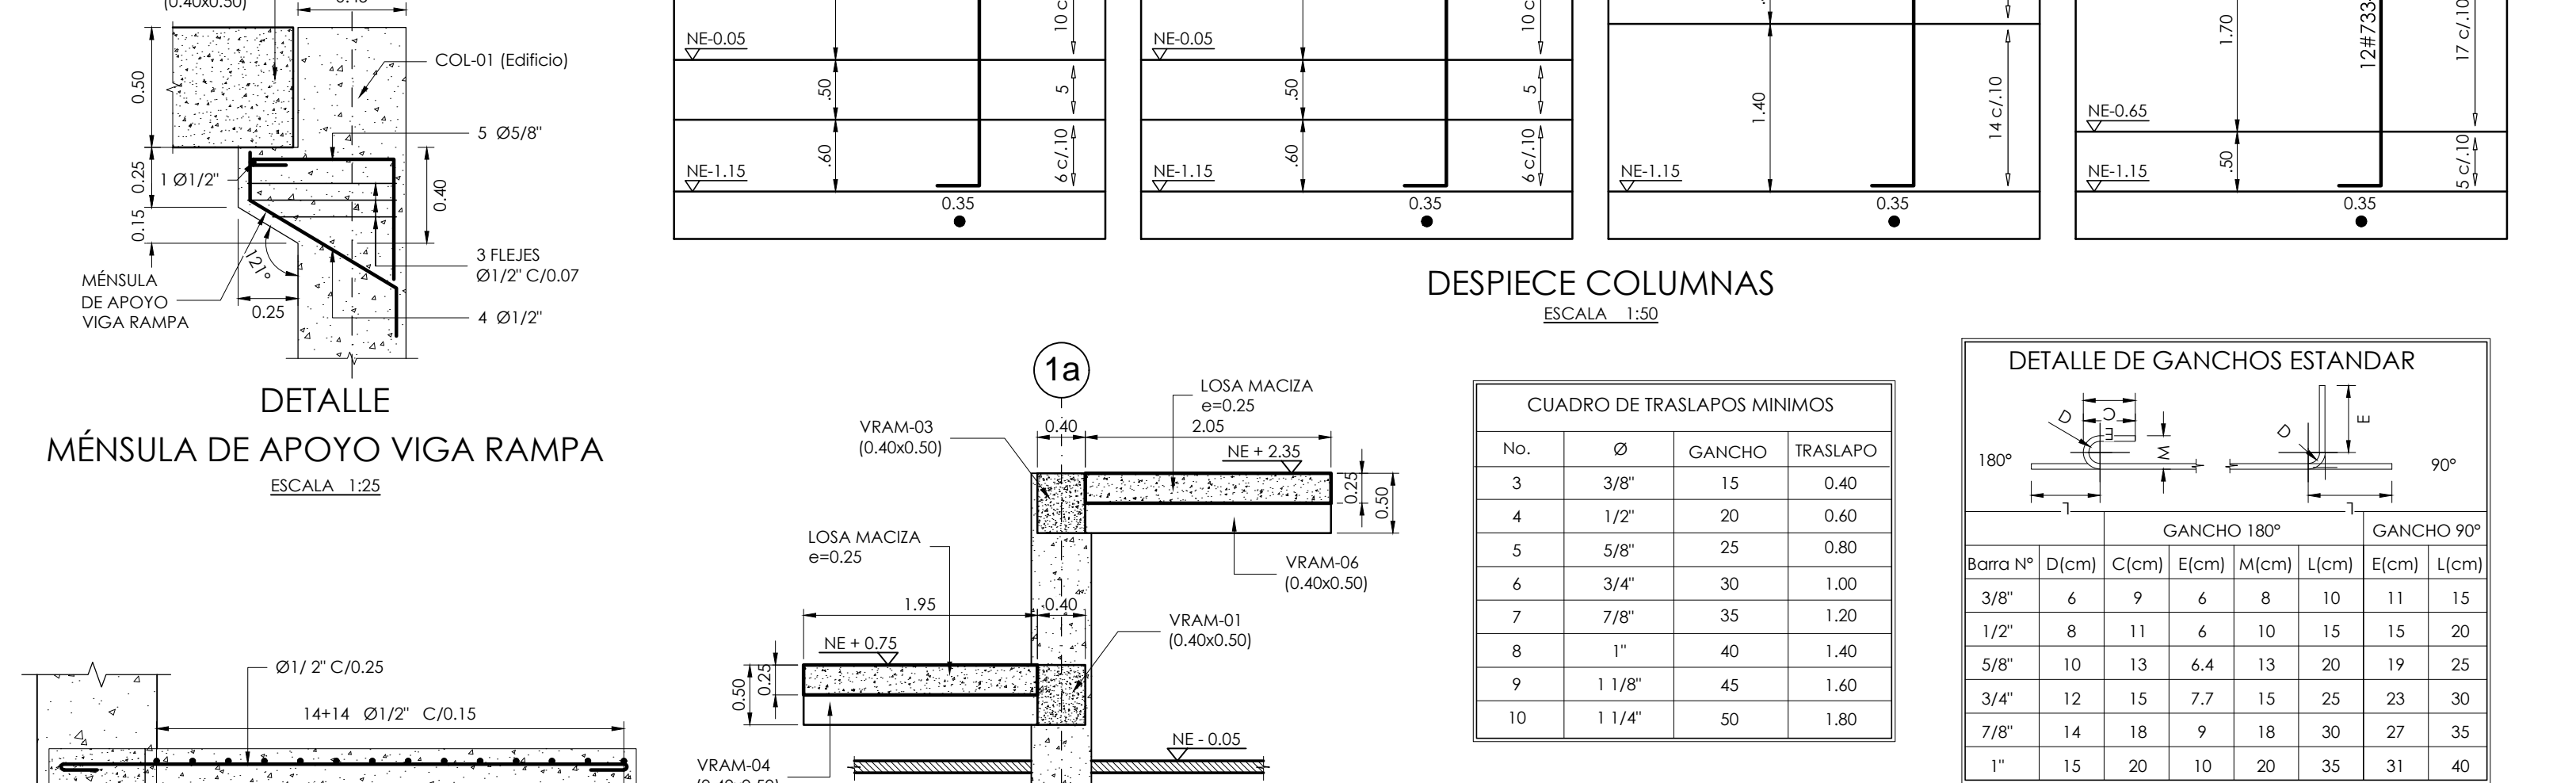 (0.40x0.50)
0.50
COL-01 (Edificio)
5 Ø5/8"
0.25
1 Ø1/2"
0.40
0.15
3 FLEJES
Ø1/2" C/0.07
121°
MÉNSULA
DE APOYO
VIGA RAMPA
0.25
4 Ø1/2"
DETALLE
MÉNSULA DE APOYO VIGA RAMPA
ESCALA 1:25
NE-0.05
.50
5
.60
6 c/.10
NE-1.15
0.35
NE-0.05
.50
5
.60
6 c/.10
NE-1.15
0.35
1.40
14 c/.10
NE-1.15
0.35
1.70
12#733
17 c/.10
NE-0.65
.50
5 c/.10
NE-1.15
0.35
DESPIECE COLUMNAS
ESCALA 1:50
1a
LOSA MACIZA
e=0.25
VRAM-03
(0.40x0.50)
0.40
2.05
NE + 2.35
0.25
0.50
LOSA MACIZA
e=0.25
VRAM-06
(0.40x0.50)
1.95
0.40
VRAM-01
(0.40x0.50)
NE + 0.75
0.25
0.50
NE - 0.05
VRAM-04
Ø1/ 2" C/0.25
14+14 Ø1/2" C/0.15
CUADRO DE TRASLAPOS MINIMOS
No. Ø GANCHO TRASLAPO
3 3/8" 15 0.40
4 1/2" 20 0.60
5 5/8" 25 0.80
6 3/4" 30 1.00
7 7/8" 35 1.20
8 1" 40 1.40
9 1 1/8" 45 1.60
10 1 1/4" 50 1.80
DETALLE DE GANCHOS ESTANDAR
D
C
E
M
D
E
180°
90°
L
L
GANCHO 180° GANCHO 90°
Barra N° D(cm) C(cm) E(cm) M(cm) L(cm) E(cm) L(cm)
3/8" 6 9 6 8 10 11 15
1/2" 8 11 6 10 15 15 20
5/8" 10 13 6.4 13 20 19 25
3/4" 12 15 7.7 15 25 23 30
7/8" 14 18 9 18 30 27 35
1" 15 20 10 20 35 31 40